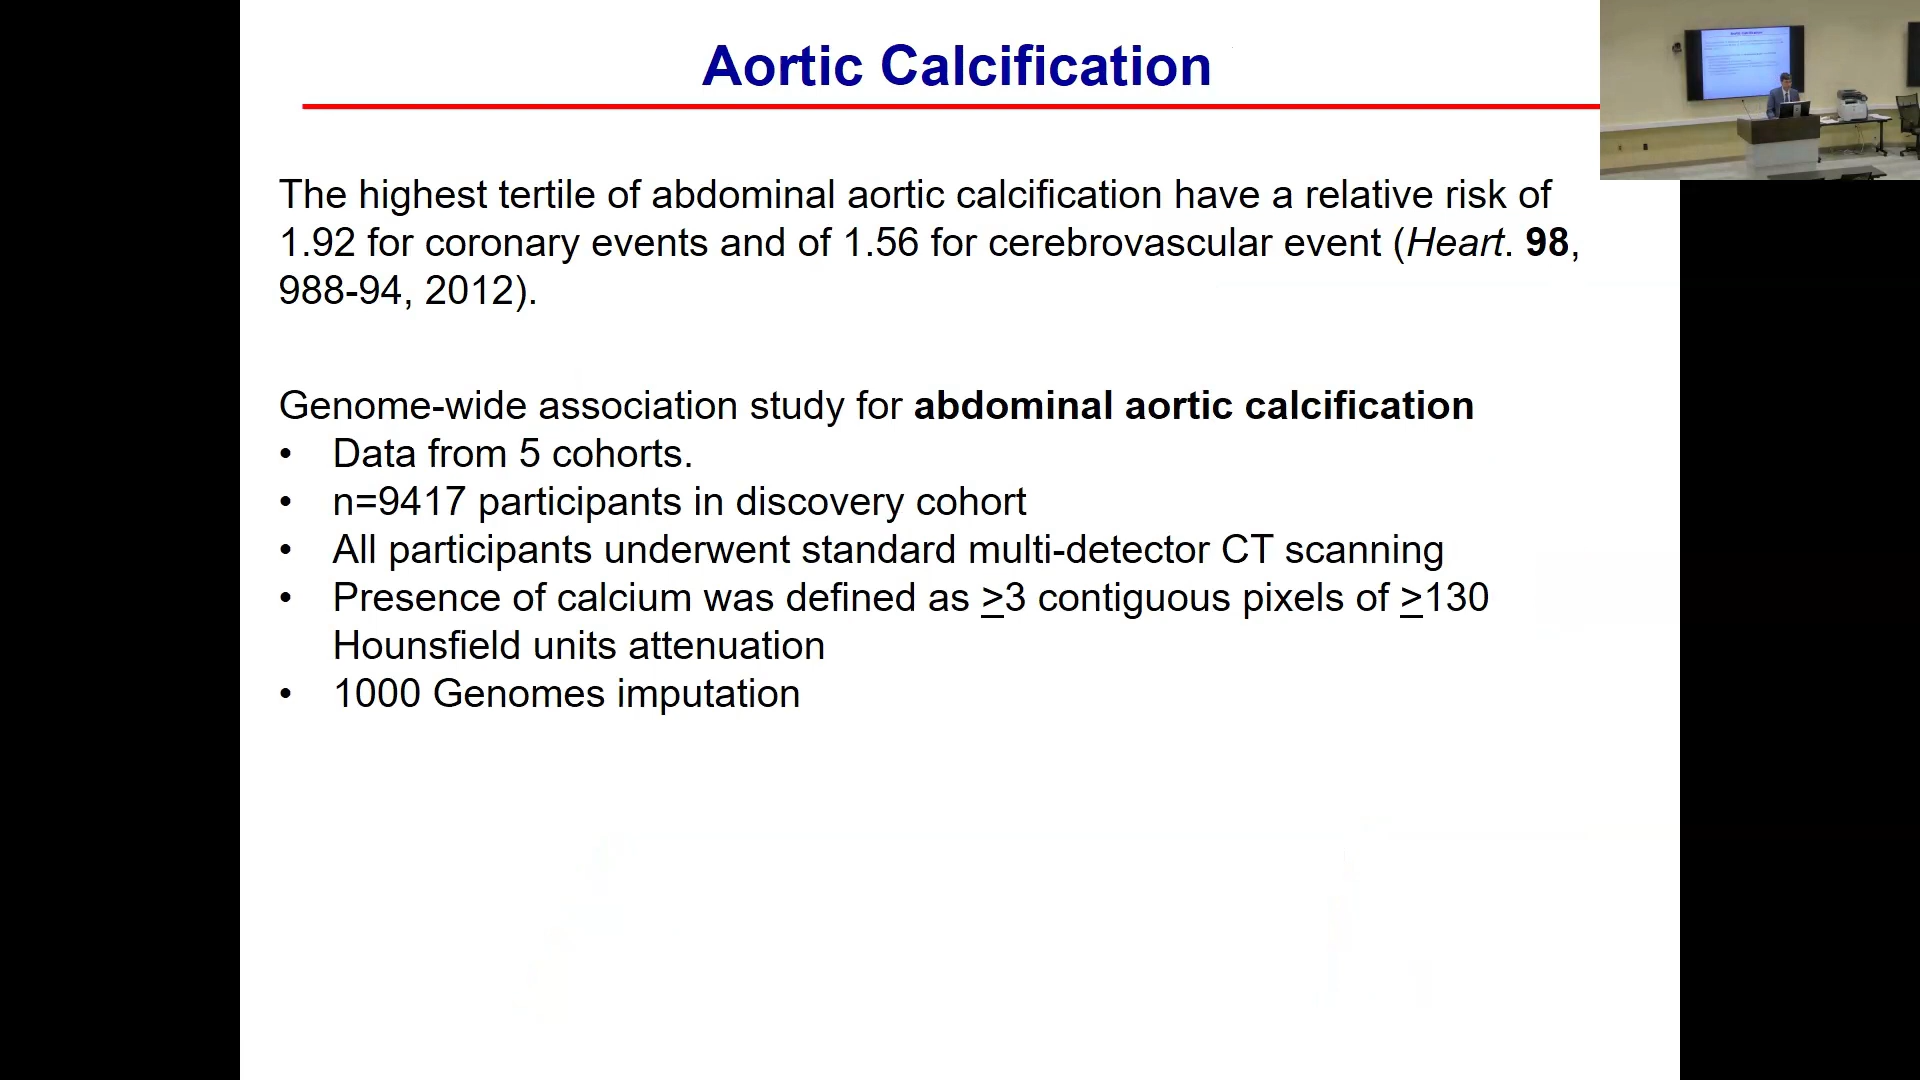 Aortic Calcification
The highest tertile of abdominal aortic calcification have a relative risk of
1.92 for coronary events and of 1.56 for cerebrovascular event (Heart. 98,
988-94, 2012).
Genome-wide association study for abdominal aortic calcification
• Data from 5 cohorts.
• n=9417 participants in discovery cohort
• All participants underwent standard multi-detector CT scanning
• Presence of calcium was defined as ≥3 contiguous pixels of ≥130
Hounsfield units attenuation
• 1000 Genomes imputation